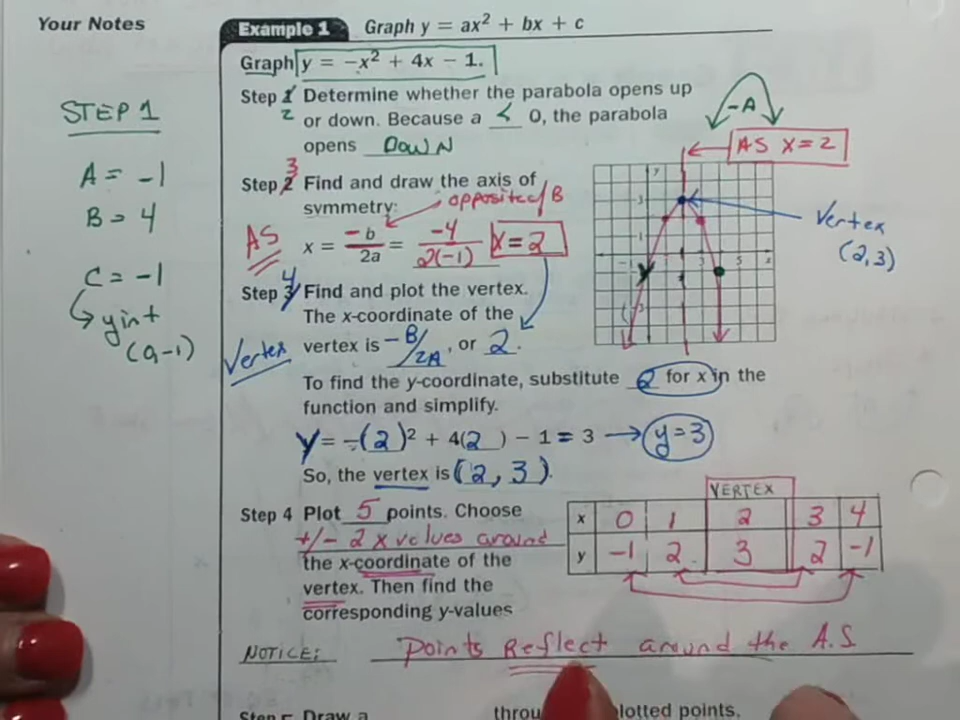 Your Notes
Example 1 Graph y = ax² + bx + c
Graph y = -x² + 4x - 1.
STEP 1
A = -1
B = 4
C = -1
y int
(0, -1)
Step 1 2 Determine whether the parabola opens up
or down. Because a < 0, the parabola
opens DOWN
-A
AS X = 2
Step 2 3 Find and draw the axis of
symmetry:
opposite of B
AS
x = -b/2a = -4/2(-1) X = 2
Vertex
(2,3)
Step 3 4 Find and plot the vertex.
The x-coordinate of the
Vertex
vertex is -B/2A, or 2.
To find the y-coordinate, substitute 2 for x in the
function and simplify.
y = -(2)² + 4(2) - 1 = 3 → y = 3
So, the vertex is (2, 3).
Step 4 Plot 5 points. Choose
+/- 2 x values around
the x-coordinate of the
vertex. Then find the
corresponding y-values
VERTEX
x 0 1 2 3 4
y -1 2 3 2 -1
NOTICE: Points Reflect around the A.S
Draw a
plotted points.